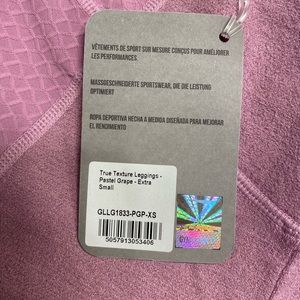 VÊTEMENTS DE SPORT SUR MESURE CONÇUS POUR AMÉLIORER
LES PERFORMANCES.
MASSGESCHNEIDERTE SPORTSWEAR, DIE DIE LEISTUNG
OPTIMIERT
ROPA DEPORTIVA HECHA A MEDIDA DISEÑADA PARA MEJORAR
EL RENDIMIENTO
True Texture Leggings -
Pastel Grape - Extra
Small
GLLG1833-PGP-XS
5057913053406